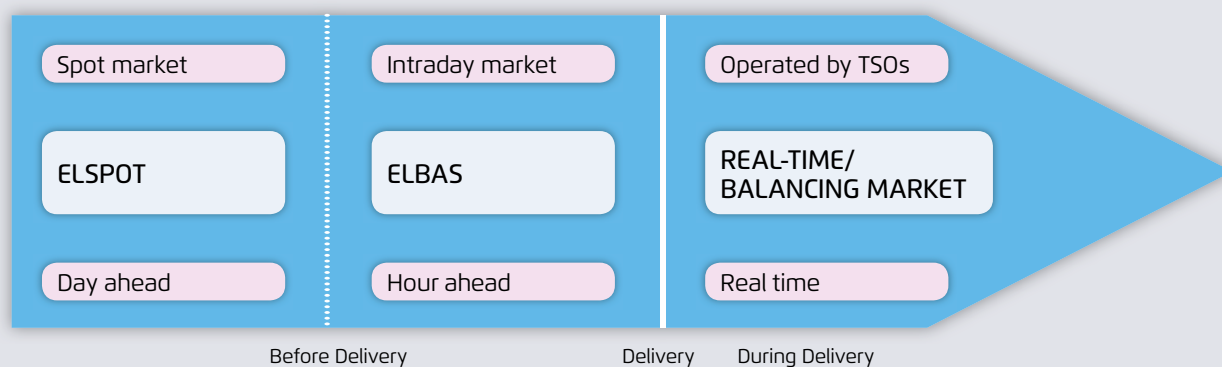 Spot market
Intraday market
Operated by TSOs
ELSPOT
ELBAS
REAL-TIME/
BALANCING MARKET
Day ahead
Hour ahead
Real time
Before Delivery
Delivery
During Delivery